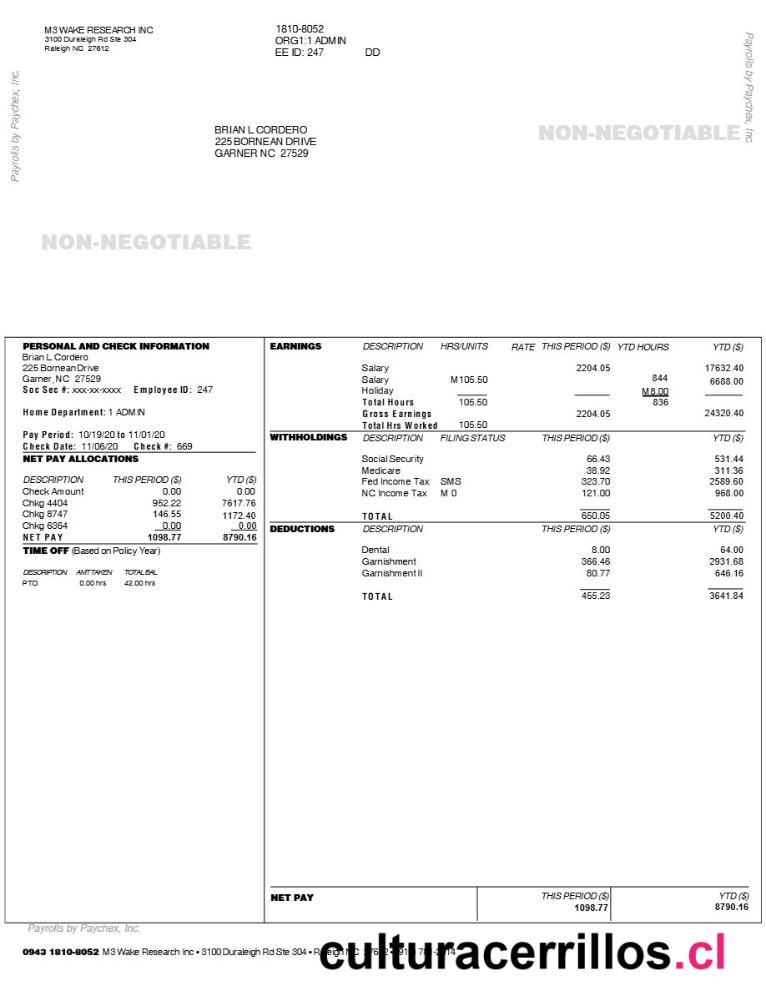 M3 WAKE RESEARCH INC
3100 Duraleigh Rd Ste 304
Raleigh NC 27612
1810-8052
ORG1:1 ADMIN
EE ID: 247 DD
Payrolls by Paychex, Inc.
Payrolls by Paychex, Inc.
BRIAN L CORDERO
225 BORNEAN DRIVE
GARNER NC 27529
NON-NEGOTIABLE
NON-NEGOTIABLE
PERSONAL AND CHECK INFORMATION
Brian L Cordero
225 Bornean Drive
Garner, NC 27529
Soc Sec #: xxx-xx-xxxx Employee ID: 247
Home Department: 1 ADMIN
Pay Period: 10/19/20 to 11/01/20
Check Date: 11/06/20 Check #: 669
NET PAY ALLOCATIONS
DESCRIPTION THIS PERIOD ($) YTD ($)
Check Amount 0.00 0.00
Chkg 4404 952.22 7617.76
Chkg 8747 146.55 1172.40
Chkg 6364 0.00 0.00
NET PAY 1098.77 8790.16
TIME OFF (Based on Policy Year)
DESCRIPTION AMT TAKEN TOTAL BAL
PTO 0.00 hrs 42.00 hrs
EARNINGS DESCRIPTION HRS/UNITS RATE THIS PERIOD ($) YTD HOURS YTD ($)
Salary 2204.05 17632.40
Salary M105.50 844 6688.00
Holiday M8.00
Total Hours 105.50 836
Gross Earnings 2204.05 24320.40
Total Hrs Worked 105.50
WITHHOLDINGS DESCRIPTION FILING STATUS THIS PERIOD ($) YTD ($)
Social Security 66.43 531.44
Medicare 38.92 311.36
Fed Income Tax SMS 323.70 2589.60
NC Income Tax M 0 121.00 968.00
TOTAL 650.05 5200.40
DEDUCTIONS DESCRIPTION THIS PERIOD ($) YTD ($)
Dental 8.00 64.00
Garnishment 366.46 2931.68
Garnishment II 80.77 646.16
TOTAL 455.23 3641.84
NET PAY THIS PERIOD ($) YTD ($)
1098.77 8790.16
Payrolls by Paychex, Inc.
0943 1810-8052 M3 Wake Research Inc • 3100 Duraleigh Rd Ste 304 • Raleigh NC
culturacerrillos.cl